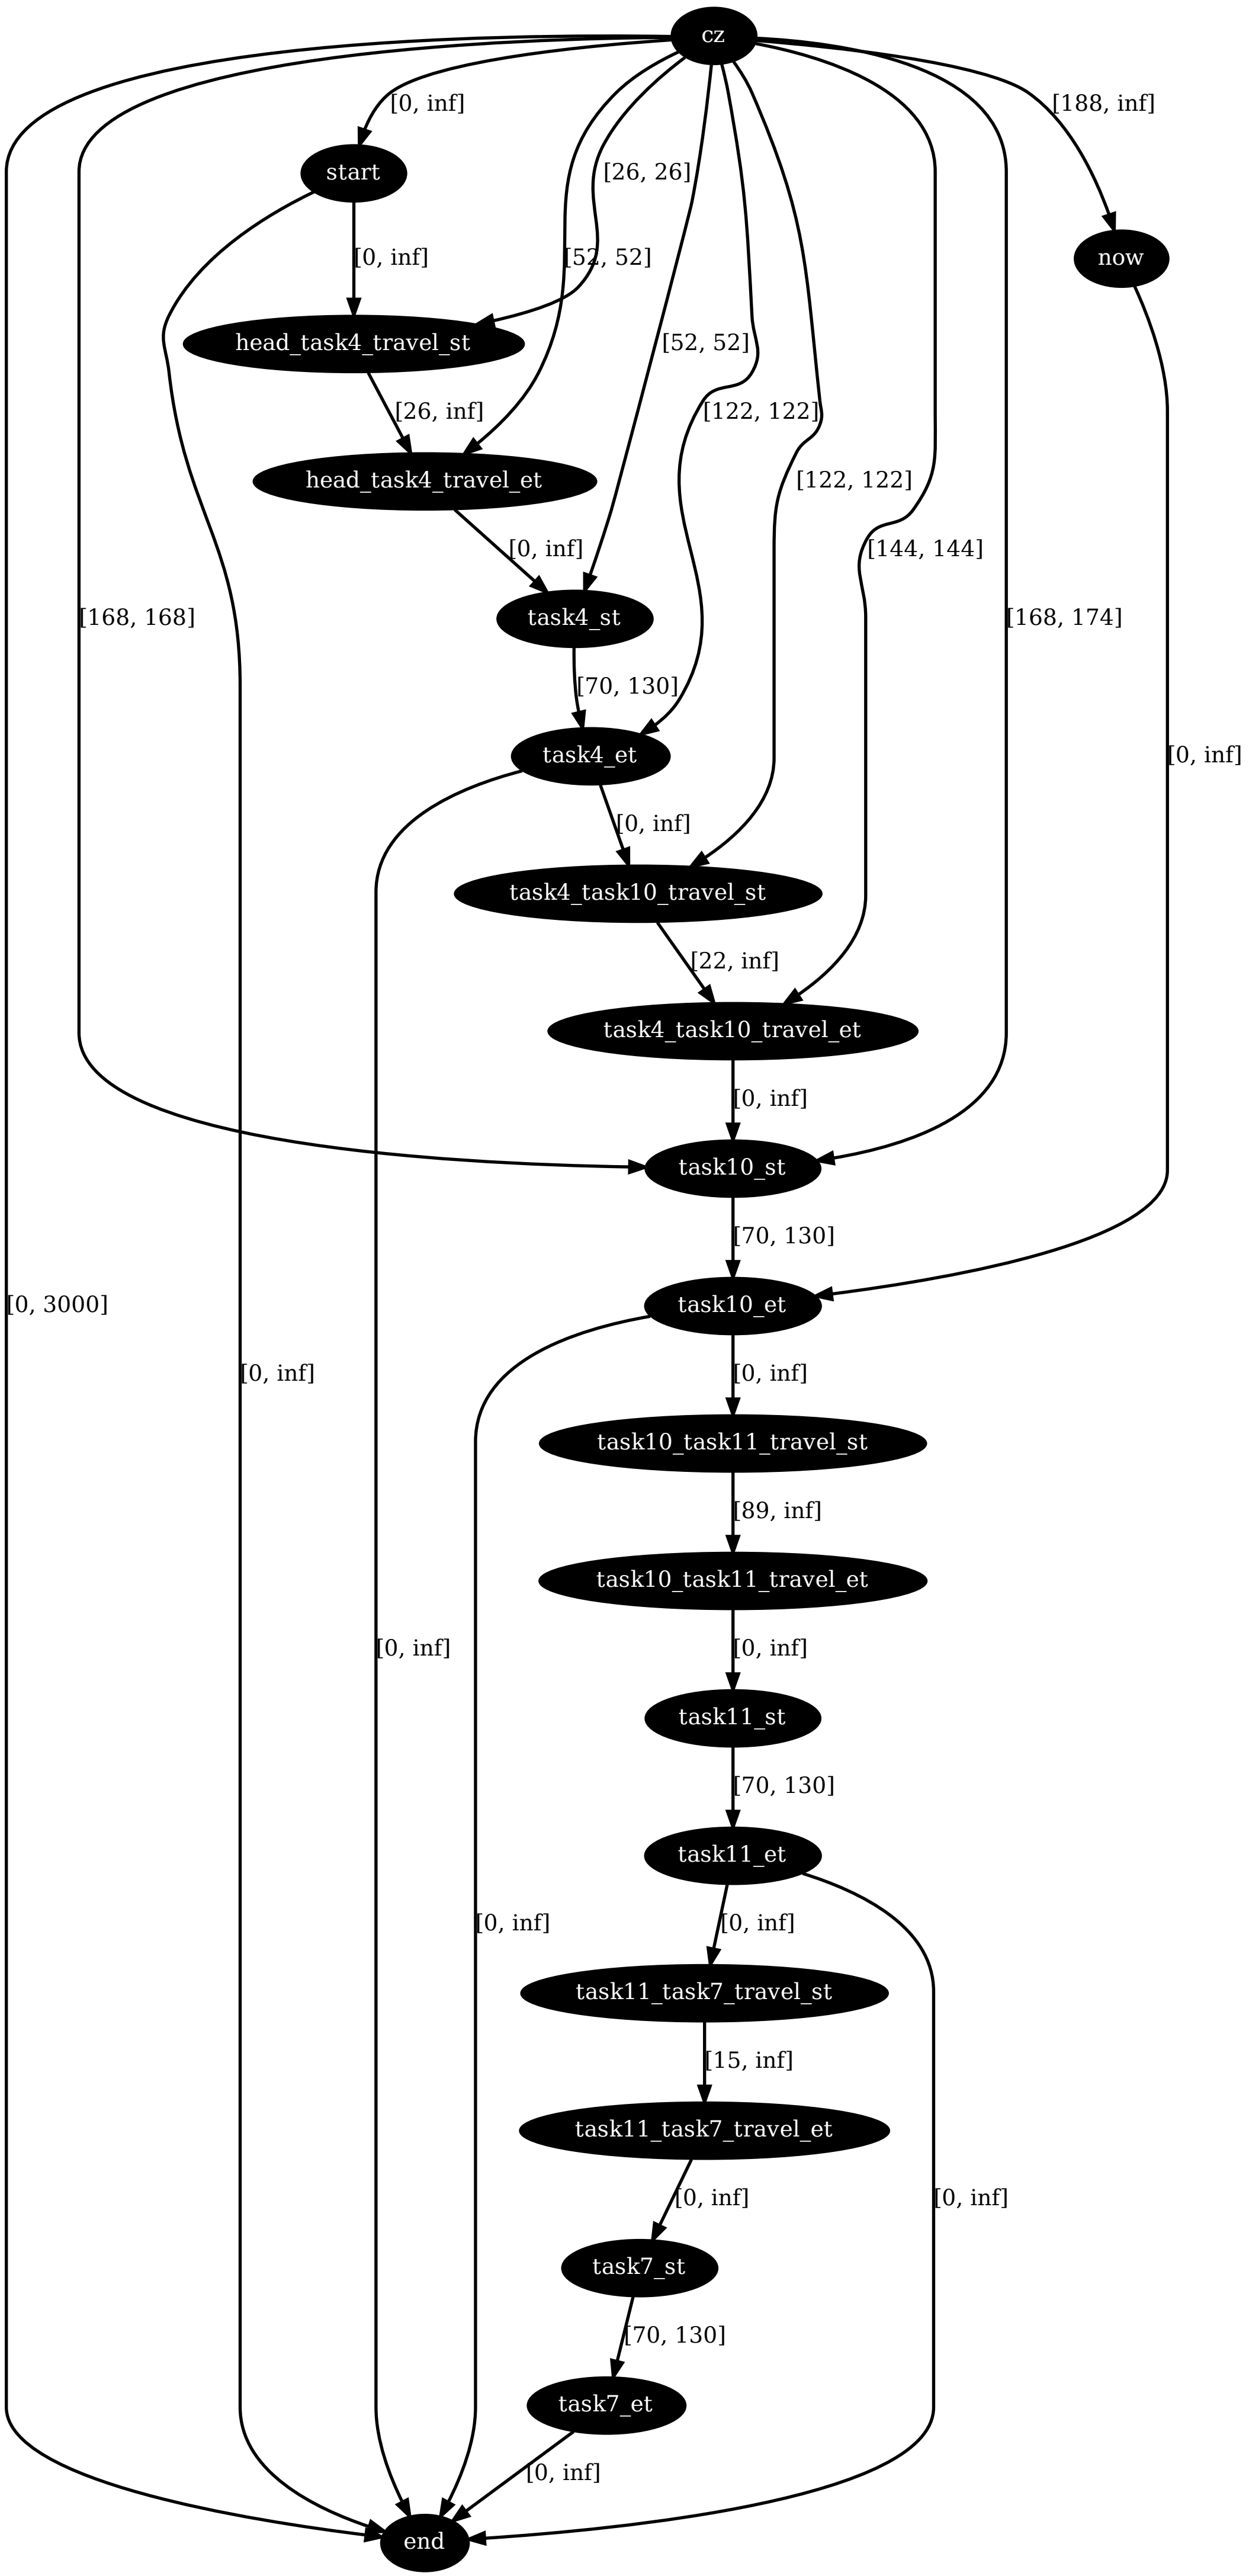 cz
[0, inf]
[188, inf]
start
[26, 26]
now
[0, inf]
[52, 52]
head_task4_travel_st
[52, 52]
[26, inf]
[122, 122]
head_task4_travel_et
[122, 122]
[0, inf]
[144, 144]
[168, 168]
task4_st
[168, 174]
[70, 130]
task4_et
[0, inf]
[0, inf]
task4_task10_travel_st
[22, inf]
task4_task10_travel_et
[0, inf]
task10_st
[70, 130]
[0, 3000]
task10_et
[0, inf]
[0, inf]
task10_task11_travel_st
[89, inf]
task10_task11_travel_et
[0, inf]
[0, inf]
task11_st
[70, 130]
task11_et
[0, inf]
[0, inf]
task11_task7_travel_st
[15, inf]
task11_task7_travel_et
[0, inf]
[0, inf]
task7_st
[70, 130]
task7_et
[0, inf]
end